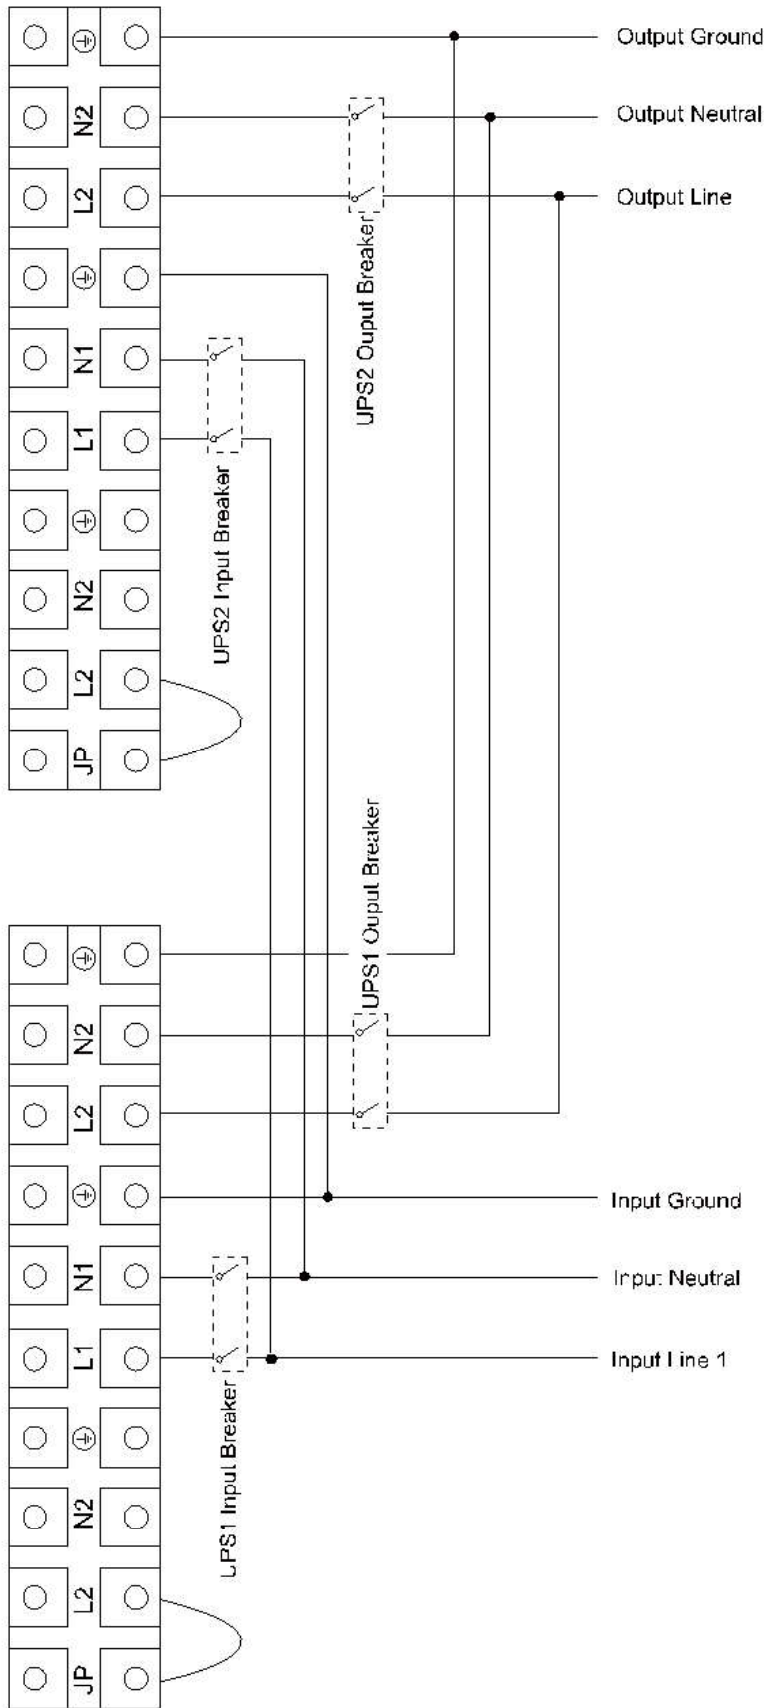 Output Ground
N2
Output Neutral
L2
Output Line
UPS2 Ouput Breaker
N1
L1
UPS2 Input Breaker
N2
L2
JP
UPS1 Ouput Breaker
N2
L2
Input Ground
N1
Input Neutral
L1
Input Line 1
UPS1 Input Breaker
N2
L2
JP